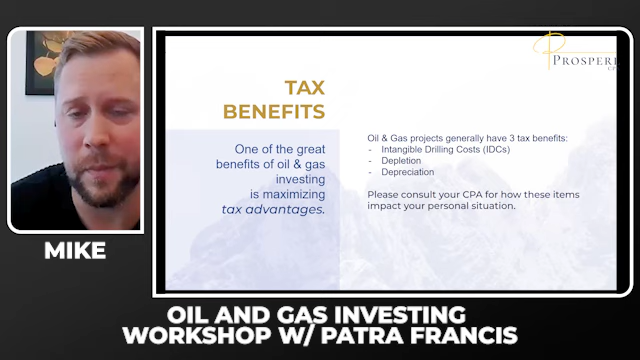 PROSPERE
TAX
BENEFITS
One of the great
benefits of oil & gas
investing
is maximizing
tax advantages.
Oil & Gas projects generally have 3 tax benefits:
- Intangible Drilling Costs (IDCs)
- Depletion
- Depreciation
Please consult your CPA for how these items
impact your personal situation.
MIKE
OIL AND GAS INVESTING
WORKSHOP W/ PATRA FRANCIS